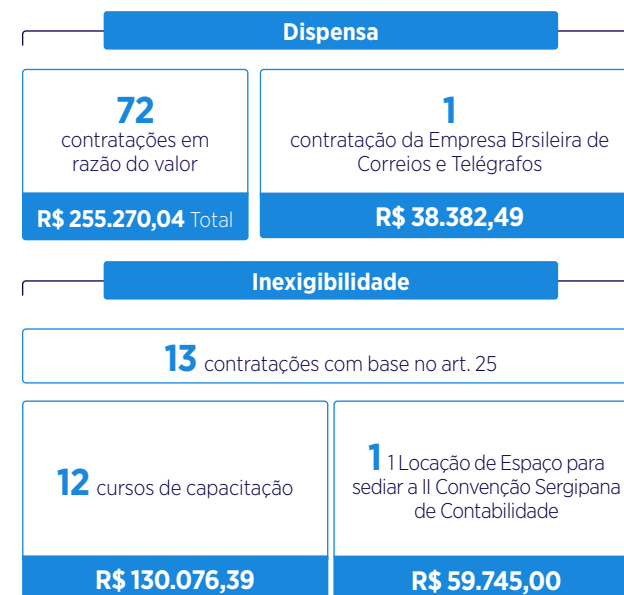 Dispensa
72
contratações em
razão do valor
R$ 255.270,04 Total
1
contratação da Empresa Brsileira de
Correios e Telégrafos
R$ 38.382,49
Inexigibilidade
13 contratações com base no art. 25
12 cursos de capacitação
R$ 130.076,39
1 1 Locação de Espaço para
sediar a II Convenção Sergipana
de Contabilidade
R$ 59.745,00